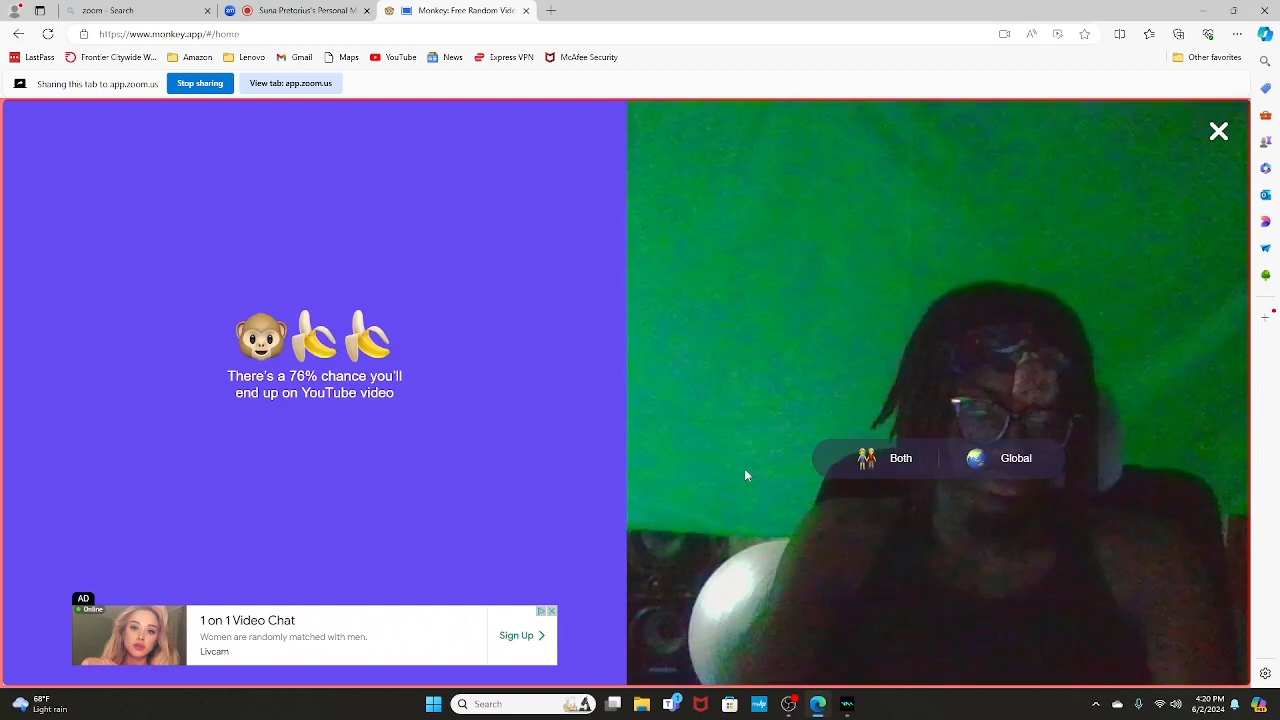 zoom - Search
Suna Pretorius's Personal M
Monkey: Free Random Vide
https://www.monkey.app/#/home
LastPass
Frontier Citywide W...
Amazon
Lenovo
Gmail
Maps
YouTube
News
Express VPN
McAfee Security
Other favorites
Sharing this tab to app.zoom.us
Stop sharing
View tab: app.zoom.us
There's a 76% chance you'll
end up on YouTube video
Both
Global
AD
Online
1 on 1 Video Chat
Women are randomly matched with men.
Livcam
Sign Up
68°F
Light rain
Search
4:20 PM
6/2/2024